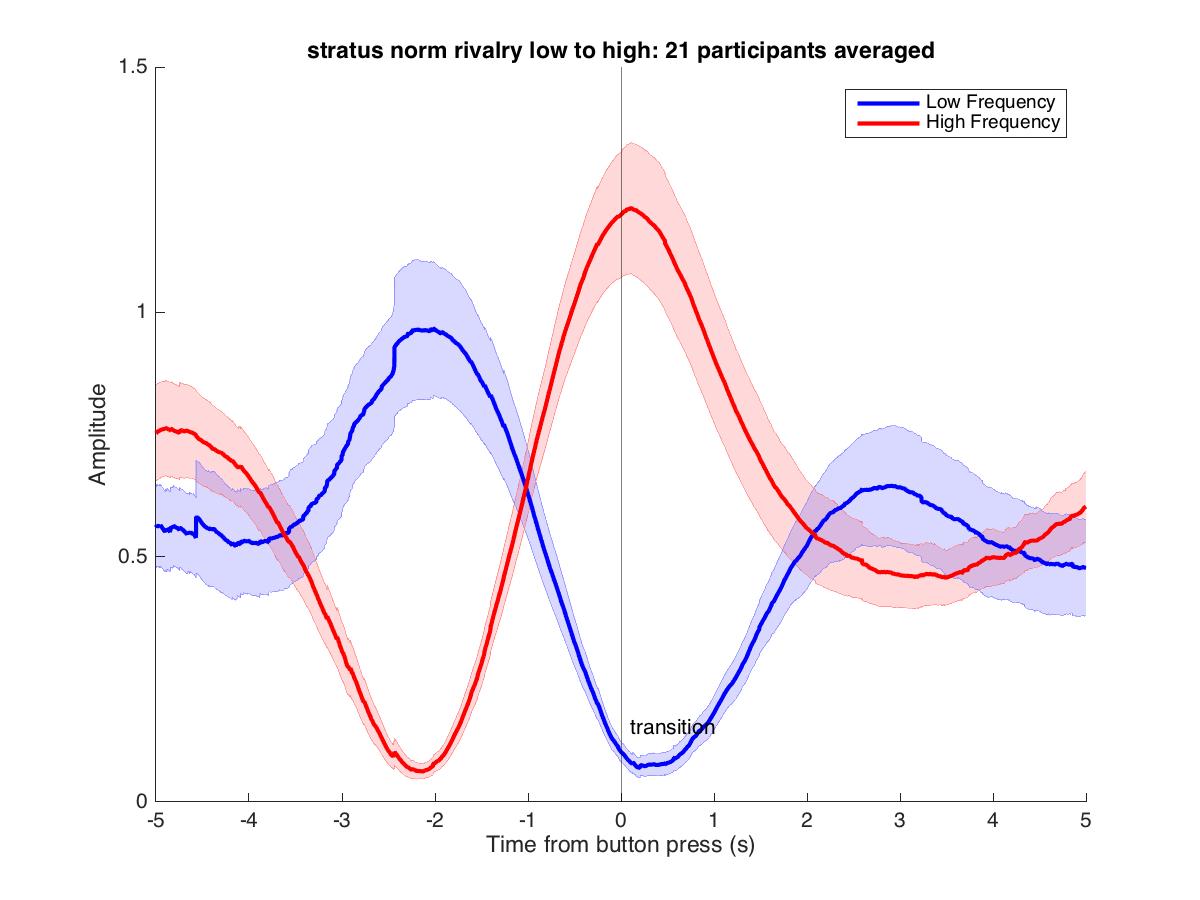 stratus norm rivalry low to high: 21 participants averaged
1.5
Low Frequency
High Frequency
1
Amplitude
0.5
transition
0
-5 -4 -3 -2 -1 0 1 2 3 4 5
Time from button press (s)